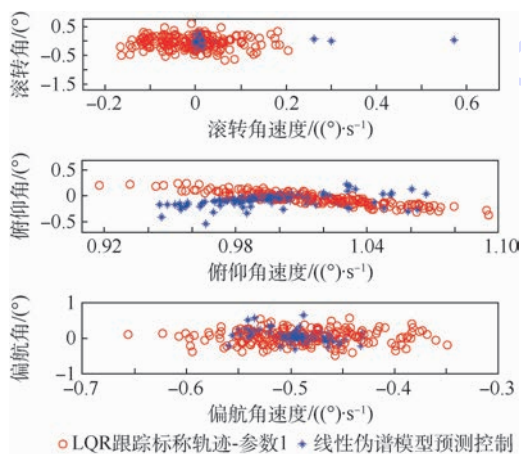 滚转角/(°)
0.5
-0.5
-1.5
-0.2 0 0.2 0.4 0.6
滚转角速度/((°)·s⁻¹)
俯仰角/(°)
0.5
0
-0.5
0.92 0.98 1.04 1.10
俯仰角速度/((°)·s⁻¹)
偏航角/(°)
1
0
-1
-0.7 -0.6 -0.5 -0.4 -0.3
偏航角速度/((°)·s⁻¹)
LQR跟踪标称轨迹-参数1 线性伪谱模型预测控制